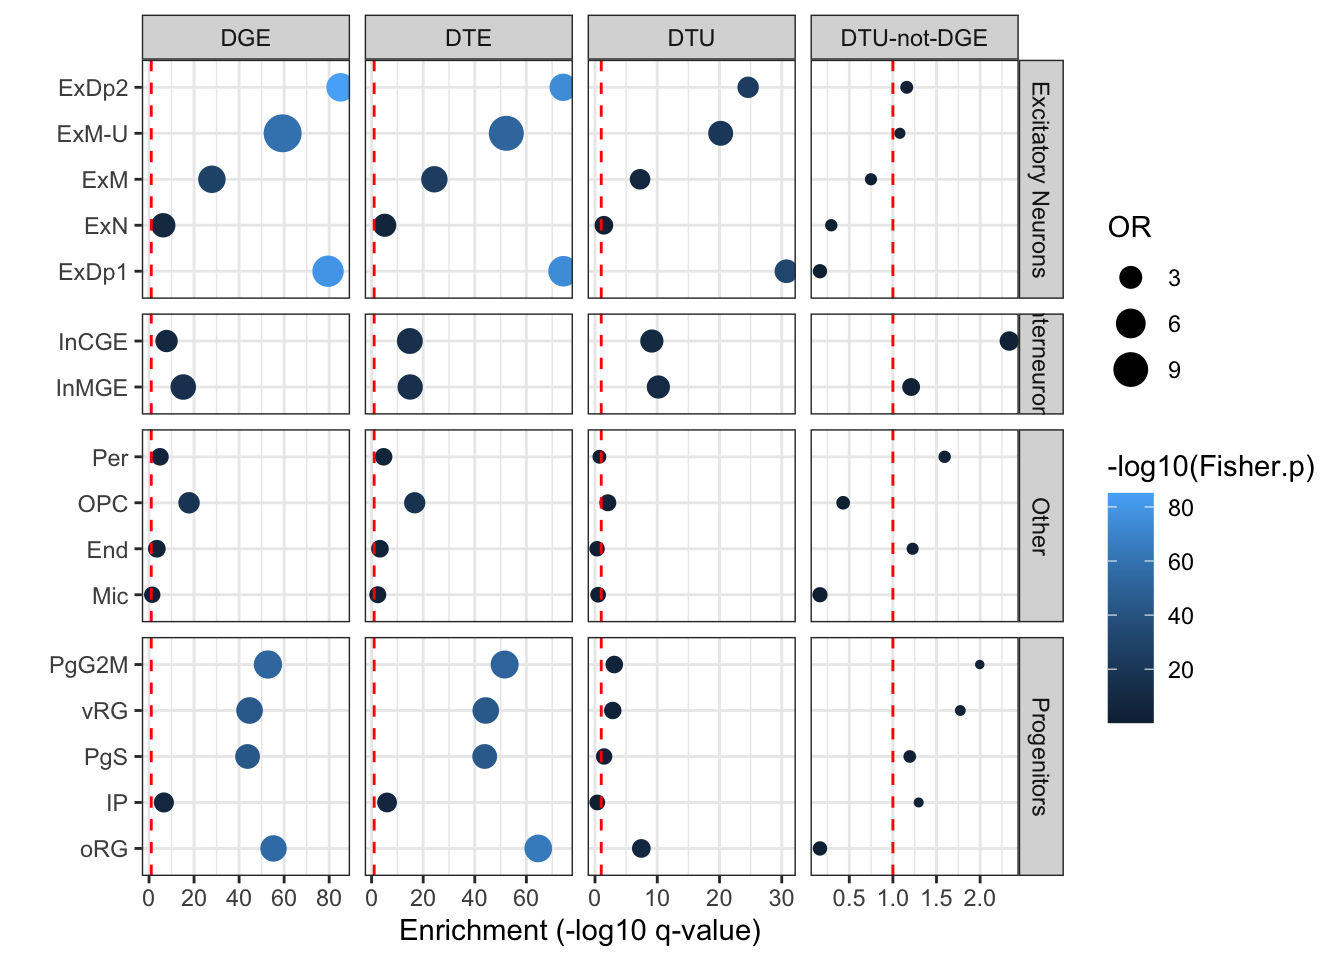 DGE DTE DTU DTU-not-DGE
ExDp2
ExM-U
ExM
ExN
ExDp1
Excitatory Neurons
InCGE
InMGE
nterneuron
Per
OPC
End
Mic
Other
PgG2M
vRG
PgS
IP
oRG
Progenitors
0 20 40 60 80 0 20 40 60 0 10 20 30 0.5 1.0 1.5 2.0
Enrichment (-log10 q-value)
OR
3
6
9
-log10(Fisher.p)
80
60
40
20